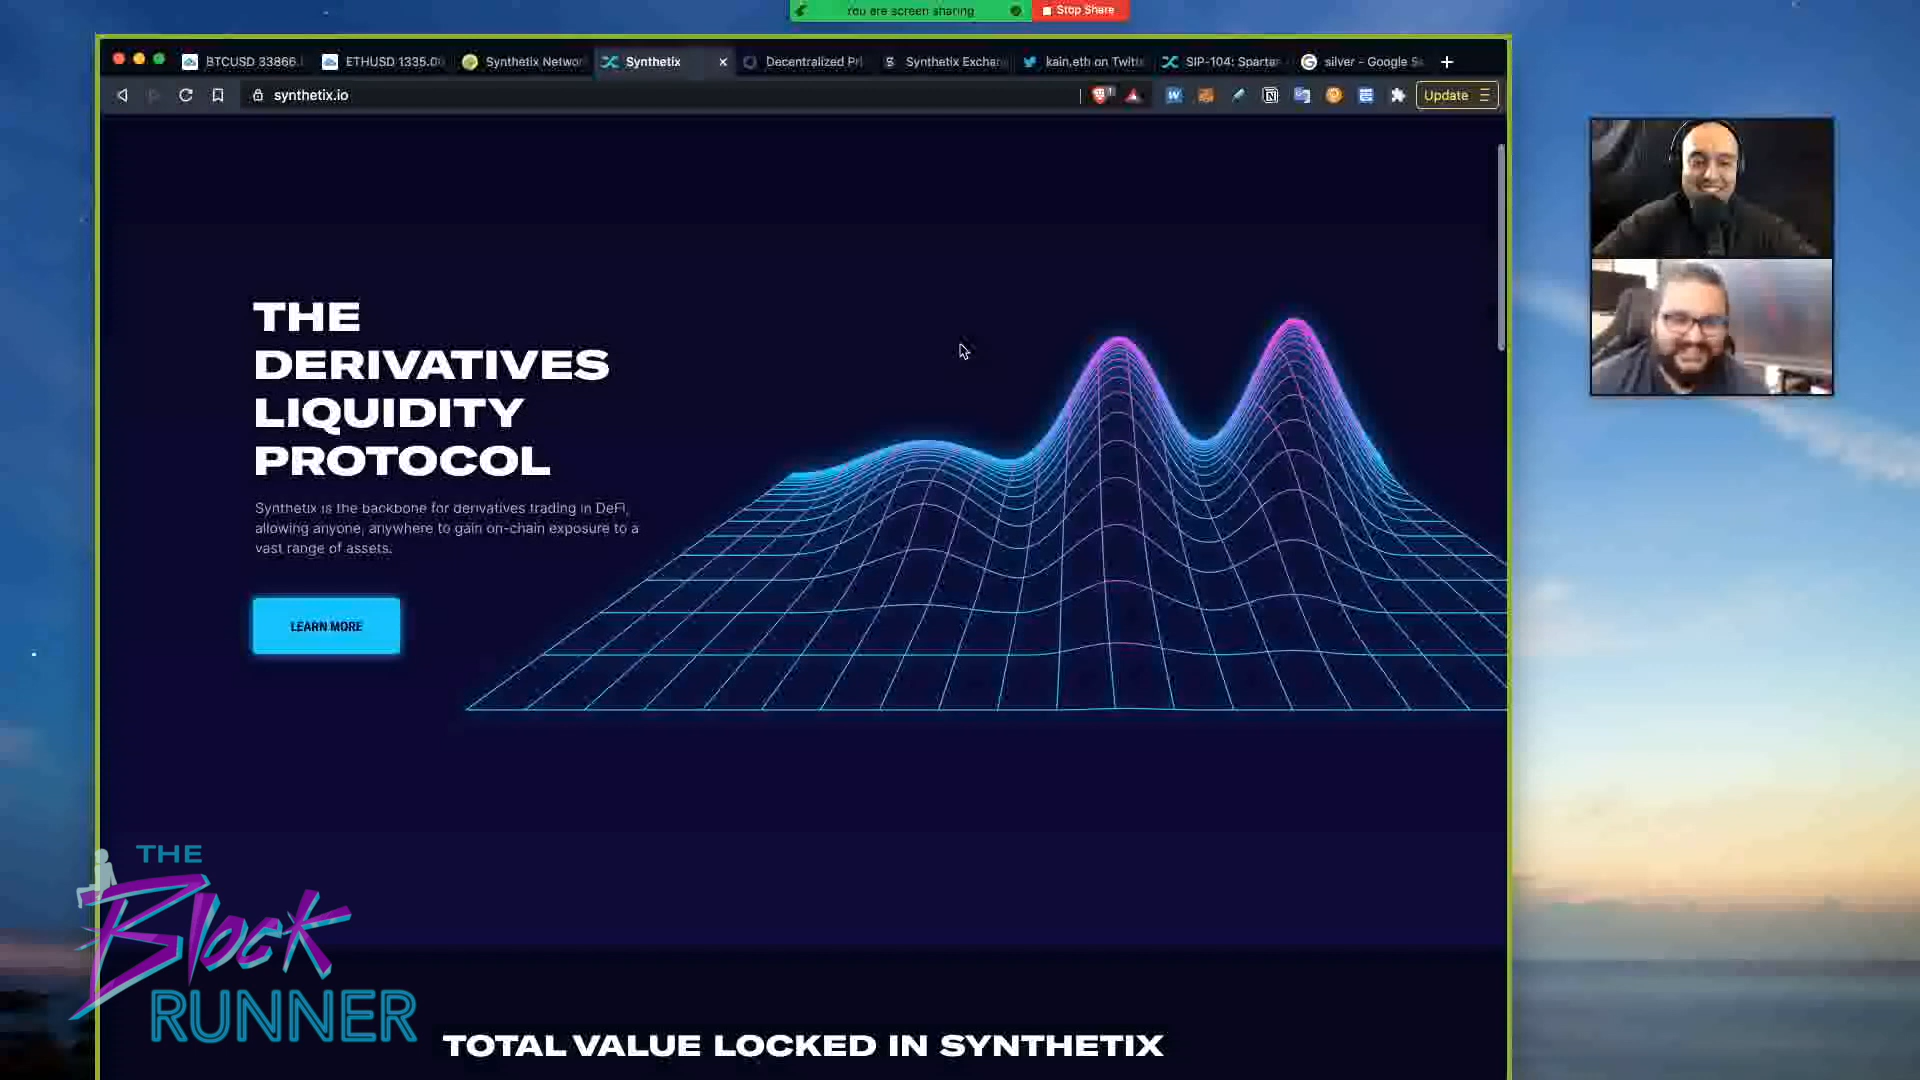 You are screen sharing
Stop Share
BTCUSD 33866.
ETHUSD 1335.0
Synthetix Networ
Synthetix
Decentralized Pri
Synthetix Exchan
kain.eth on Twitt
SIP-104: Sparta
silver - Google S
synthetix.io
Update
THE
DERIVATIVES
LIQUIDITY
PROTOCOL
Synthetix is the backbone for derivatives trading in DeFi,
allowing anyone, anywhere to gain on-chain exposure to a
vast range of assets.
LEARN MORE
THE
Block
RUNNER
TOTAL VALUE LOCKED IN SYNTHETIX